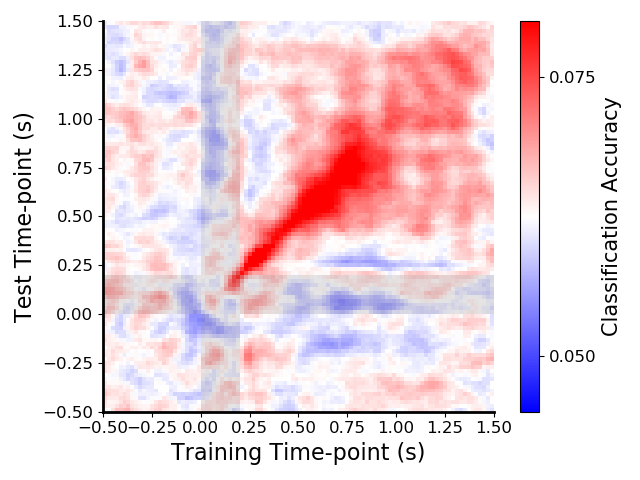 1.50
1.25
1.00
0.75
0.50
0.25
0.00
−0.25
−0.50
Test Time-point (s)
−0.50 −0.25 0.00 0.25 0.50 0.75 1.00 1.25 1.50
Training Time-point (s)
0.075
0.050
Classification Accuracy